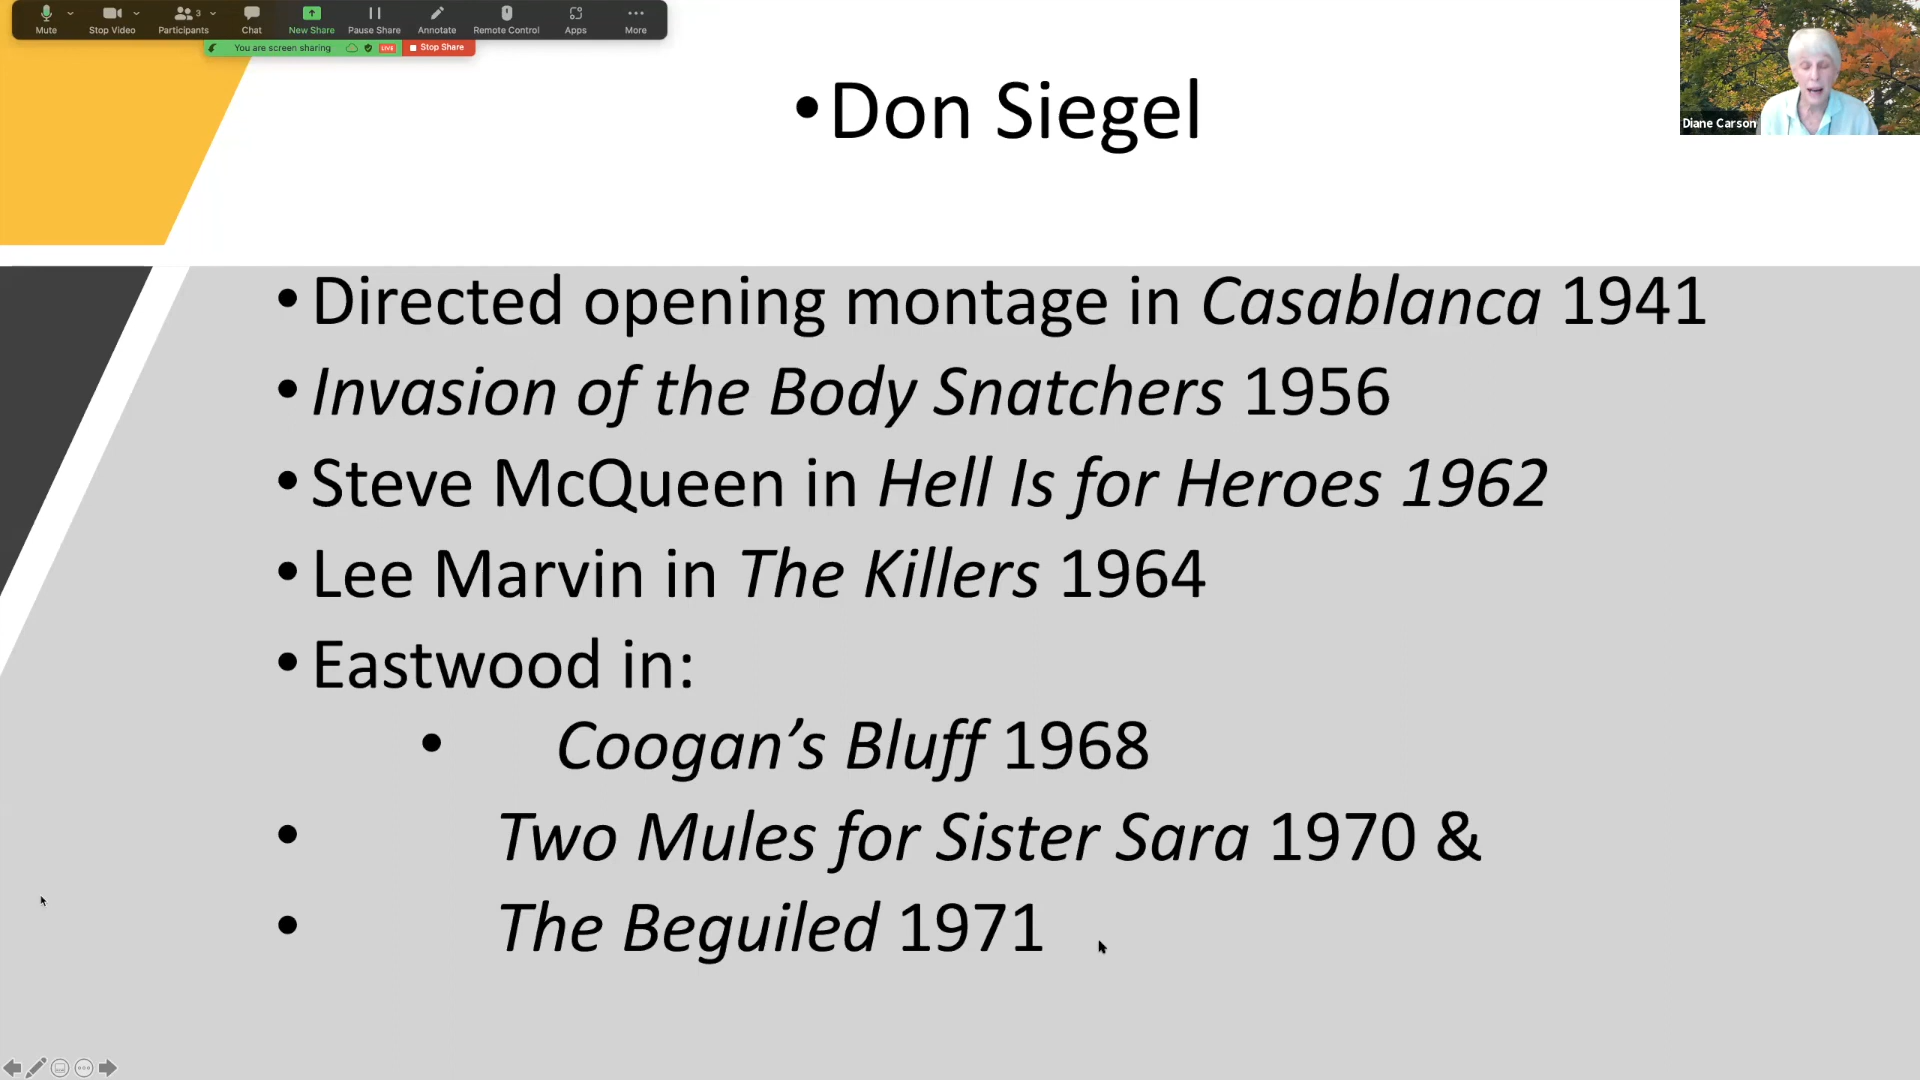 Mute
Stop Video
Participants
3
Chat
New Share
Pause Share
Annotate
Remote Control
Apps
More
You are screen sharing
LIVE
Stop Share
Diane Carson
•Don Siegel
• Directed opening montage in Casablanca 1941
• Invasion of the Body Snatchers 1956
• Steve McQueen in Hell Is for Heroes 1962
• Lee Marvin in The Killers 1964
• Eastwood in:
• Coogan’s Bluff 1968
• Two Mules for Sister Sara 1970 &
• The Beguiled 1971